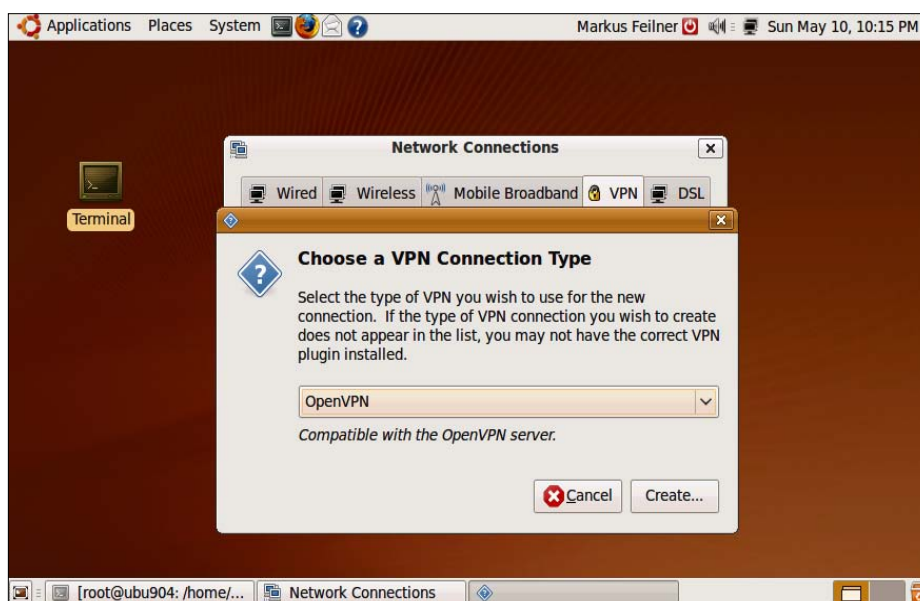 Applications Places System Markus Feilner Sun May 10, 10:15 PM
Terminal
Network Connections
Wired Wireless Mobile Broadband VPN DSL
Choose a VPN Connection Type
Select the type of VPN you wish to use for the new
connection. If the type of VPN connection you wish to create
does not appear in the list, you may not have the correct VPN
plugin installed.
OpenVPN
Compatible with the OpenVPN server.
Cancel Create...
[root@ubu904: /home/... Network Connections